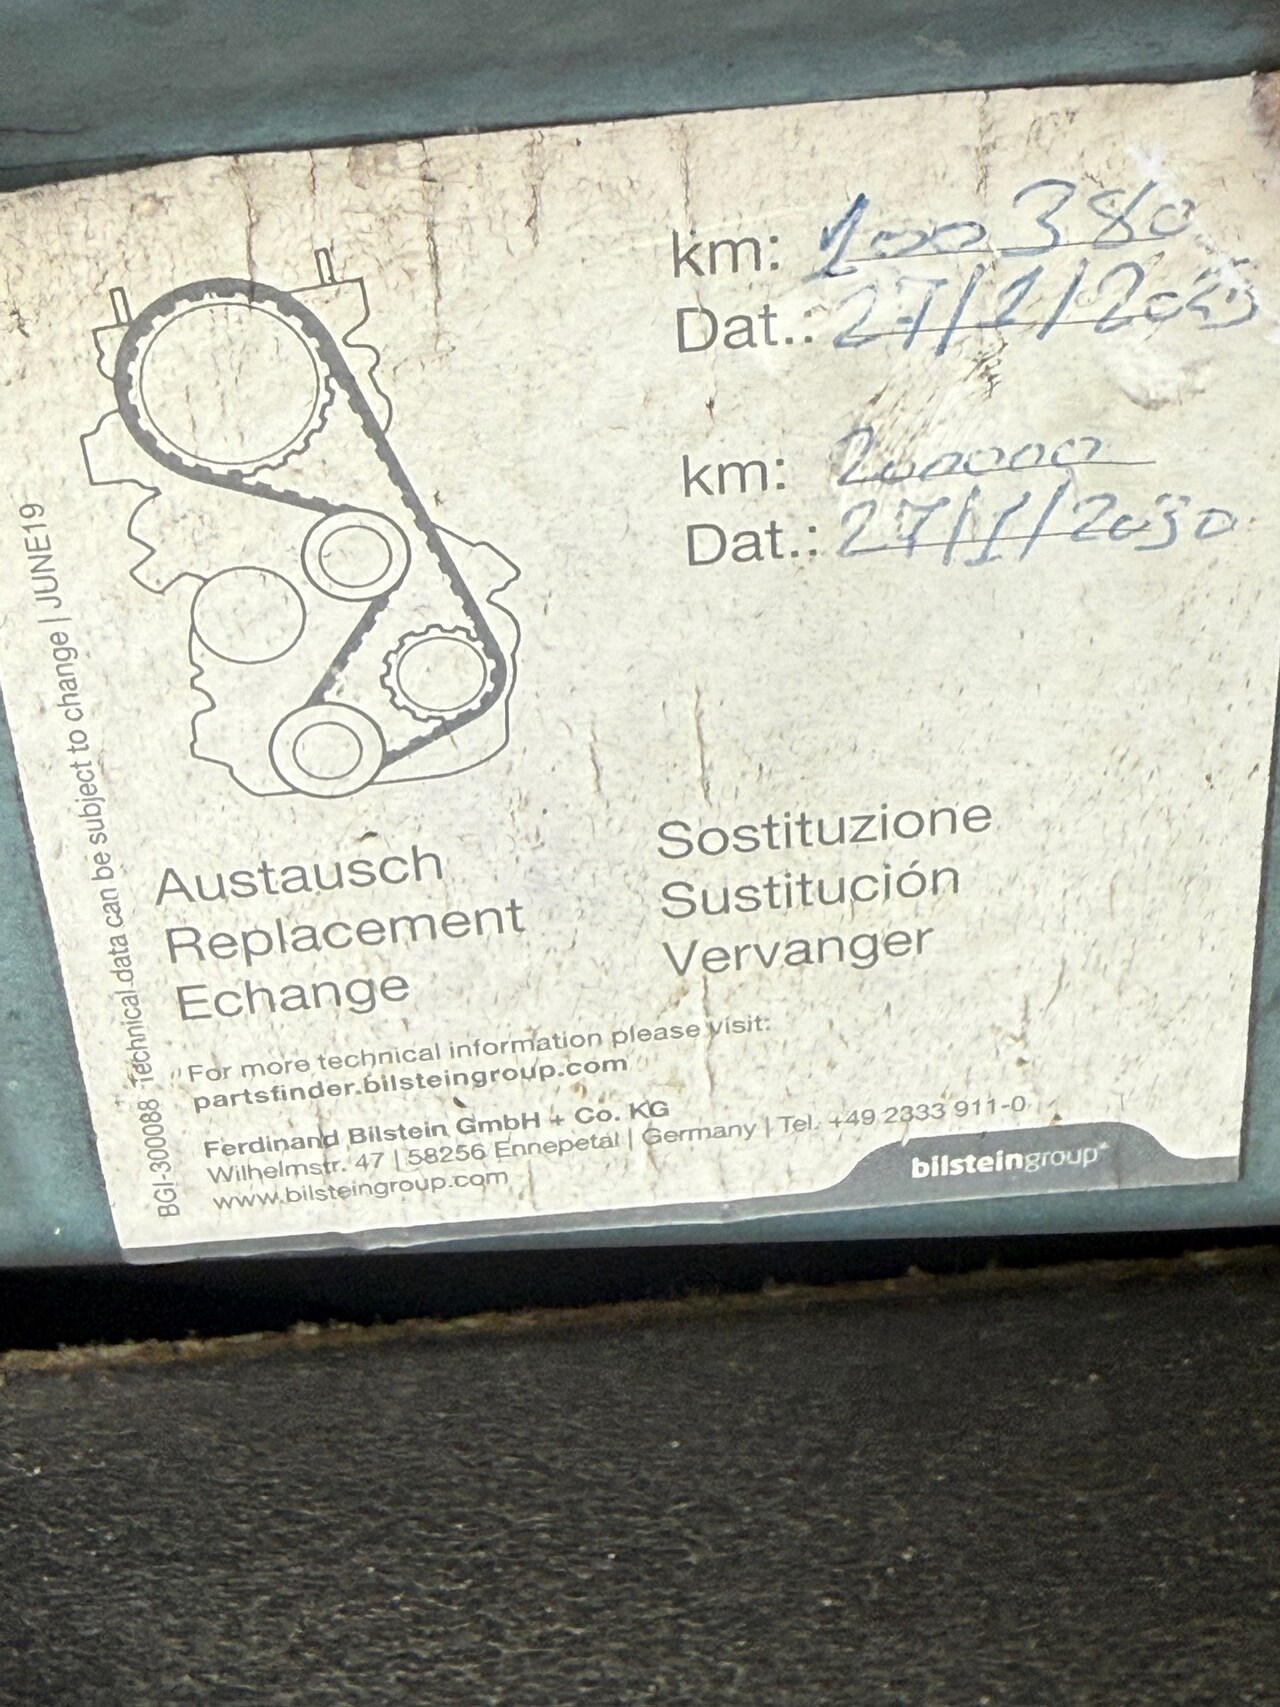 km: 100380
Dat.: 27/1/2025
km: 200000
Dat.: 27/1/2030
Austausch
Replacement
Echange
Sostituzione
Sustitución
Vervanger
For more technical information please visit:
partsfinder.bilsteingroup.com
Ferdinand Bilstein GmbH + Co. KG
Wilhelmstr. 47 | 58256 Ennepetal | Germany | Tel. +49 2333 911-0
www.bilsteingroup.com
bilsteingroup
BGI-300088 Technical data can be subject to change | JUNE19